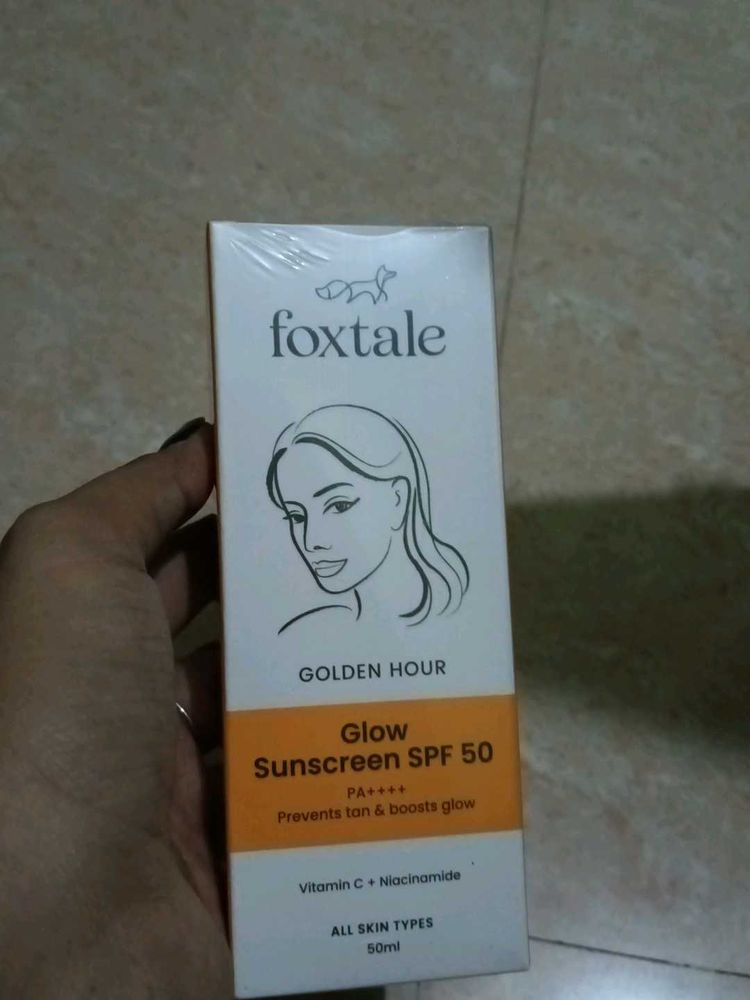 foxtale
GOLDEN HOUR
Glow
Sunscreen SPF 50
PA++++
Prevents tan & boosts glow
Vitamin C + Niacinamide
ALL SKIN TYPES
50ml